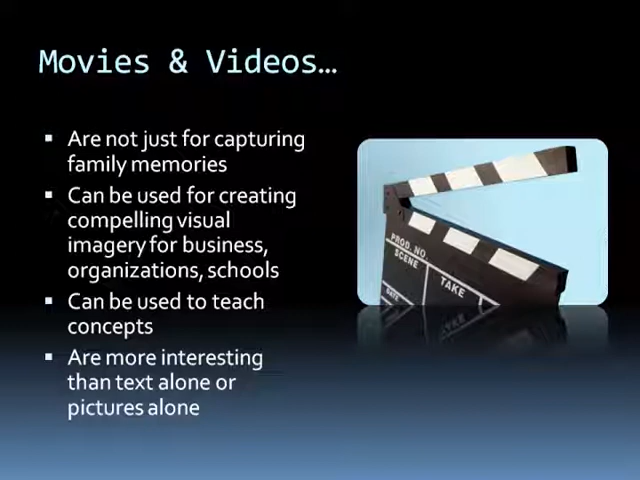 Movies & Videos…
▪ Are not just for capturing
family memories
▪ Can be used for creating
compelling visual
imagery for business,
organizations, schools
▪ Can be used to teach
concepts
▪ Are more interesting
than text alone or
pictures alone
PROD. NO.
SCENE
TAKE
DATE